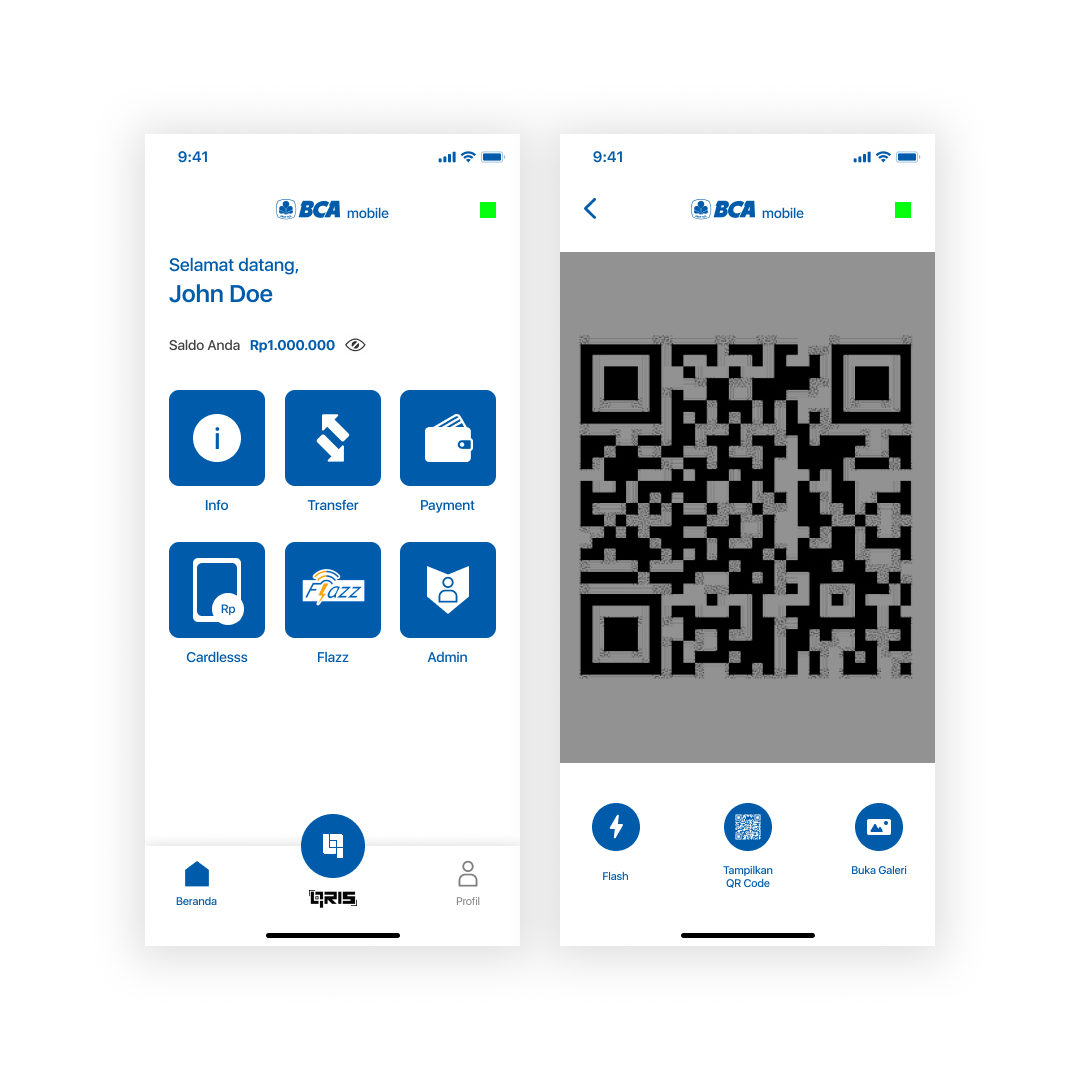 9:41
BCA mobile
Selamat datang,
John Doe
Saldo Anda Rp1.000.000
Info
Transfer
Payment
Rp
Flazz
Cardlesss
Flazz
Admin
Beranda
QRIS
Profil
9:41
BCA mobile
Flash
Tampilkan
QR Code
Buka Galeri